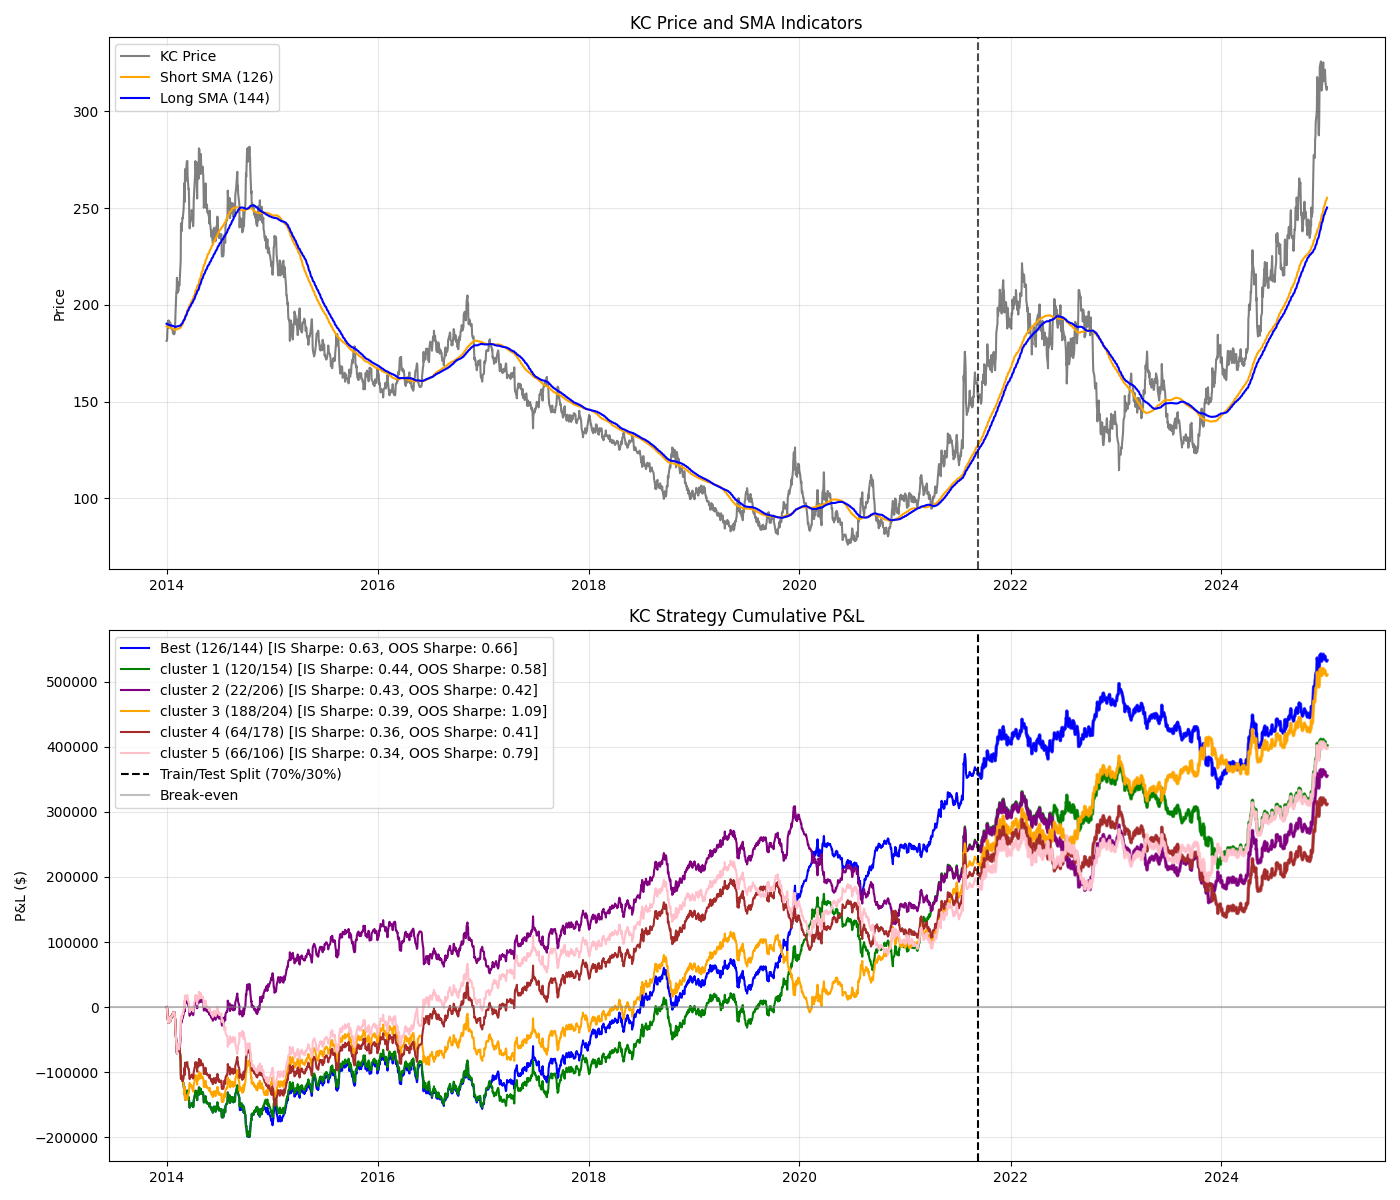 KC Price and SMA Indicators
KC Price
Short SMA (126)
Long SMA (144)
Price
300
250
200
150
100
2014
2016
2018
2020
2022
2024
KC Strategy Cumulative P&L
Best (126/144) [IS Sharpe: 0.63, OOS Sharpe: 0.66]
cluster 1 (120/154) [IS Sharpe: 0.44, OOS Sharpe: 0.58]
cluster 2 (22/206) [IS Sharpe: 0.43, OOS Sharpe: 0.42]
cluster 3 (188/204) [IS Sharpe: 0.39, OOS Sharpe: 1.09]
cluster 4 (64/178) [IS Sharpe: 0.36, OOS Sharpe: 0.41]
cluster 5 (66/106) [IS Sharpe: 0.34, OOS Sharpe: 0.79]
Train/Test Split (70%/30%)
Break-even
P&L ($)
500000
400000
300000
200000
100000
0
−100000
−200000
2014
2016
2018
2020
2022
2024